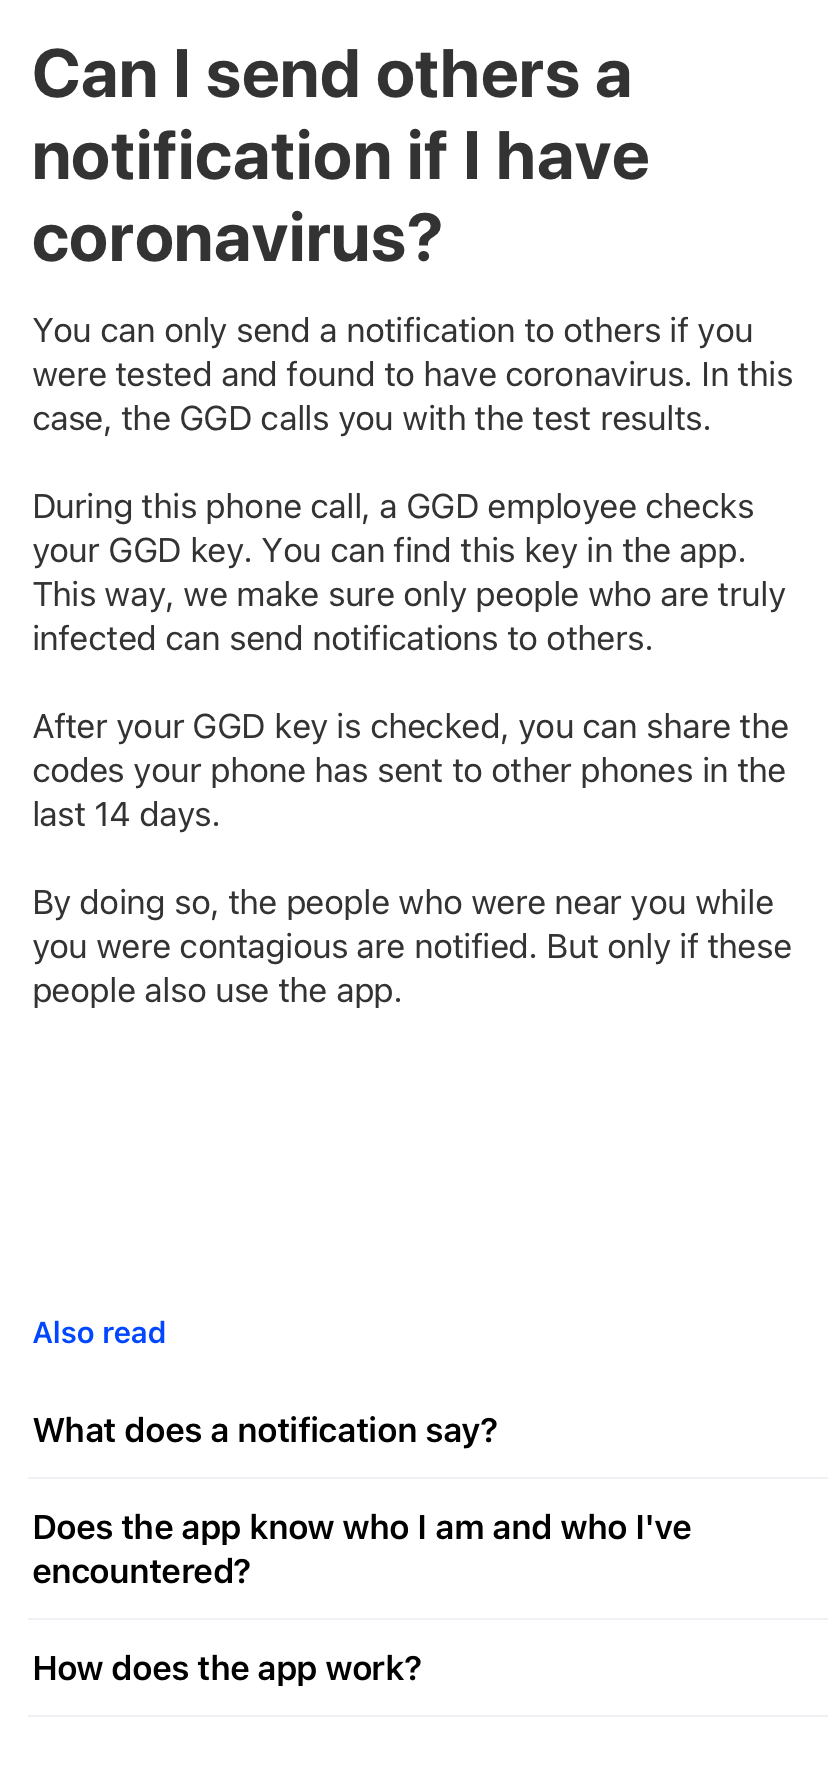 Can I send others a
notification if I have
coronavirus?
You can only send a notification to others if you
were tested and found to have coronavirus. In this
case, the GGD calls you with the test results.
During this phone call, a GGD employee checks
your GGD key. You can find this key in the app.
This way, we make sure only people who are truly
infected can send notifications to others.
After your GGD key is checked, you can share the
codes your phone has sent to other phones in the
last 14 days.
By doing so, the people who were near you while
you were contagious are notified. But only if these
people also use the app.
Also read
What does a notification say?
Does the app know who I am and who I've
encountered?
How does the app work?